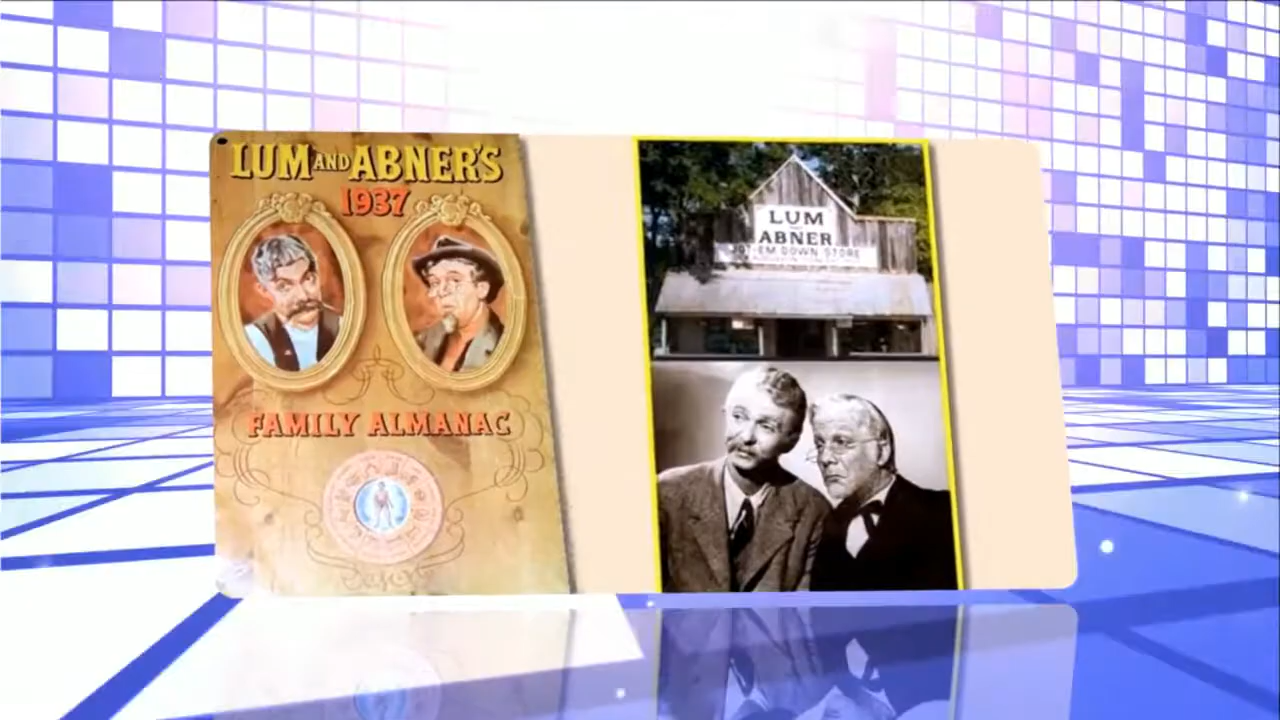 LUM AND ABNER'S
1937
FAMILY ALMANAC
LUM
ABNER
JOT-EM DOWN STORE